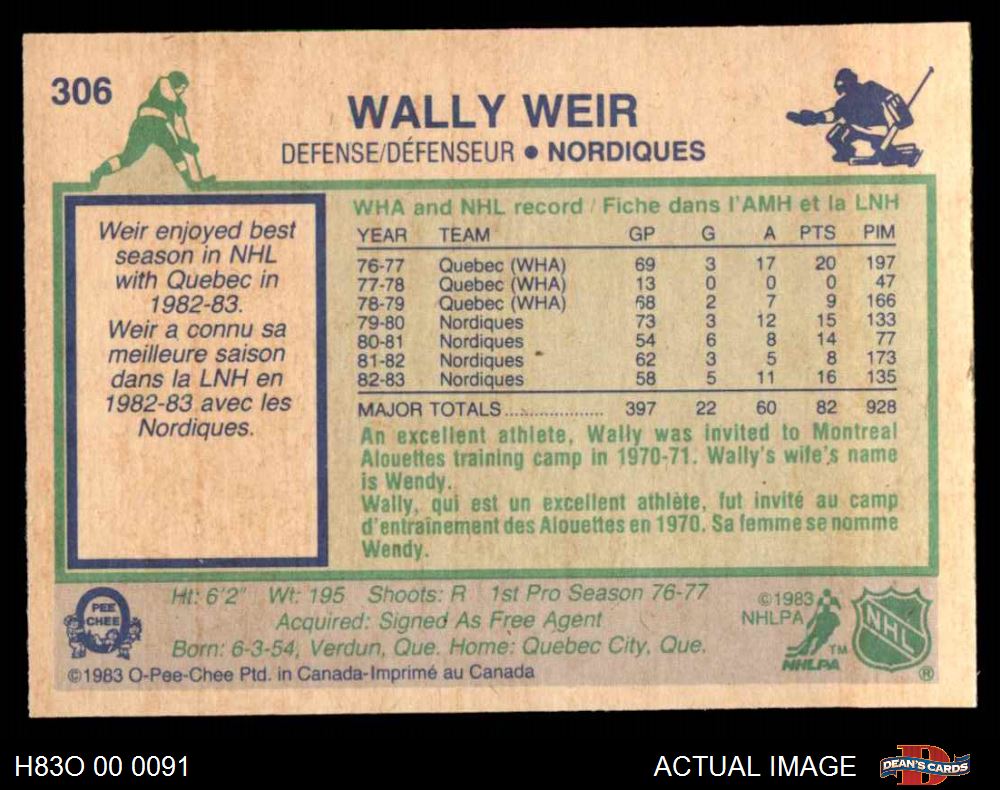 306
WALLY WEIR
DEFENSE/DÉFENSEUR ● NORDIQUES
Weir enjoyed best
season in NHL
with Quebec in
1982-83.
Weir a connu sa
meilleure saison
dans la LNH en
1982-83 avec les
Nordiques.
WHA and NHL record / Fiche dans l'AMH et la LNH
YEAR TEAM GP G A PTS PIM
76-77 Quebec (WHA) 69 3 17 20 197
77-78 Quebec (WHA) 13 0 0 0 47
78-79 Quebec (WHA) 68 2 7 9 166
79-80 Nordiques 73 3 12 15 133
80-81 Nordiques 54 6 8 14 77
81-82 Nordiques 62 3 5 8 173
82-83 Nordiques 58 5 11 16 135
MAJOR TOTALS.................... 397 22 60 82 928
An excellent athlete, Wally was invited to Montreal
Alouettes training camp in 1970-71. Wally's wife's name
is Wendy.
Wally, qui est un excellent athlète, fut invité au camp
d'entraînement des Alouettes en 1970. Sa femme se nomme
Wendy.
PEE
CHEE
Ht: 6'2" Wt: 195 Shoots: R 1st Pro Season 76-77
Acquired: Signed As Free Agent
Born: 6-3-54, Verdun, Que. Home: Quebec City, Que.
©1983 O-Pee-Chee Ptd. in Canada-Imprimé au Canada
©1983
NHLPA
TM
NHLPA
NHL
®
H83O 00 0091
ACTUAL IMAGE
D
DEAN'S CARDS